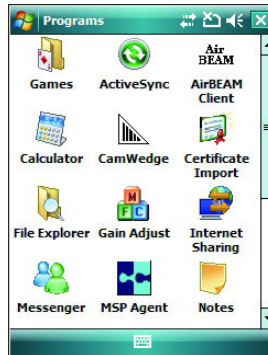 Programs
Air
BEAM
Games ActiveSync AirBEAM
Client
Calculator CamWedge Certificate
Import
M
F C
File Explorer Gain Adjust Internet
Sharing
Messenger MSP Agent Notes